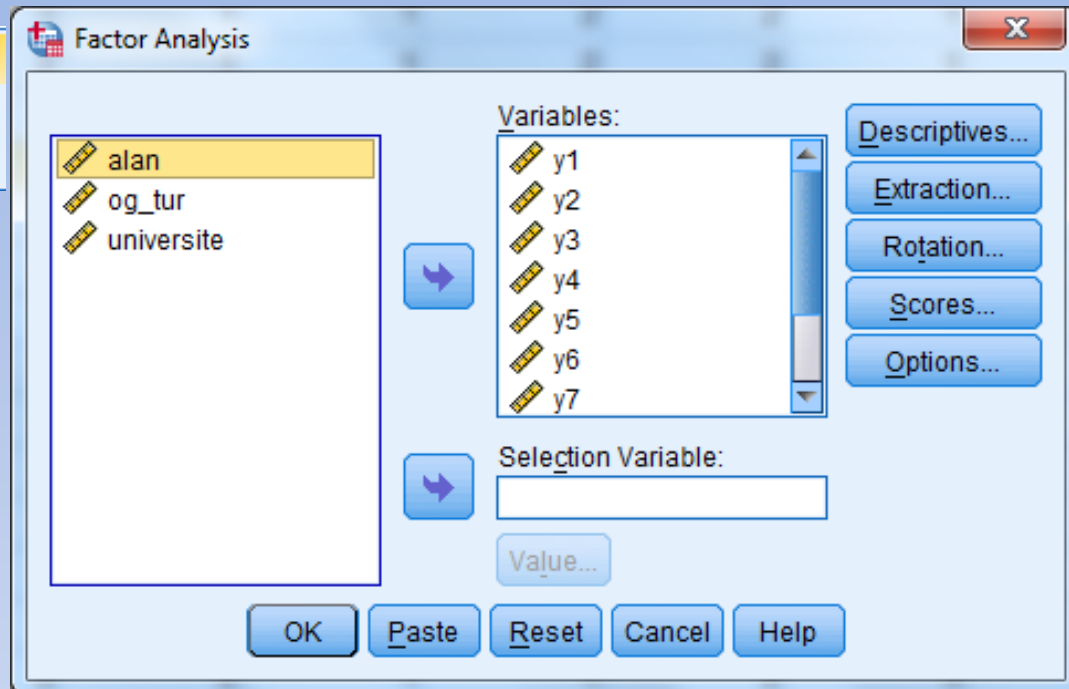 Factor Analysis
alan
og_tur
universite
Variables:
y1
y2
y3
y4
y5
y6
y7
Selection Variable:
Value...
Descriptives...
Extraction...
Rotation...
Scores...
Options...
OK Paste Reset Cancel Help